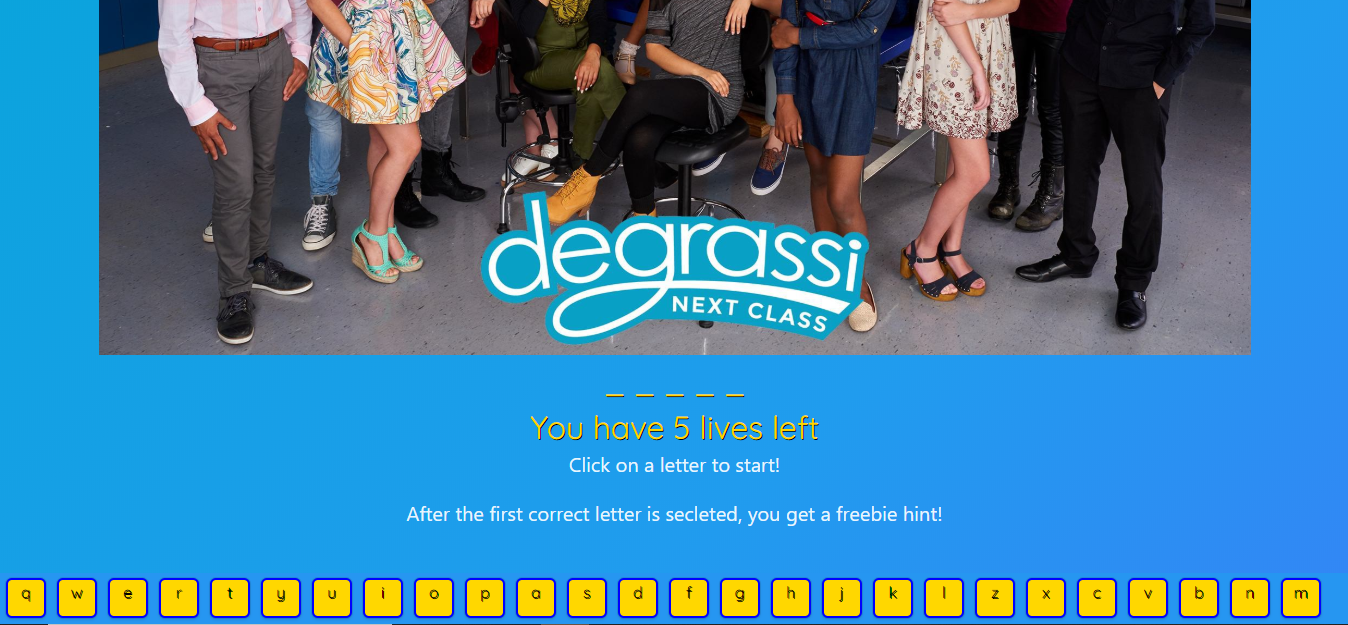 degrassi
NEXT CLASS
_ _ _ _ _
You have 5 lives left
Click on a letter to start!
After the first correct letter is secleted, you get a freebie hint!
q w e r t y u i o p a s d f g h j k l z x c v b n m